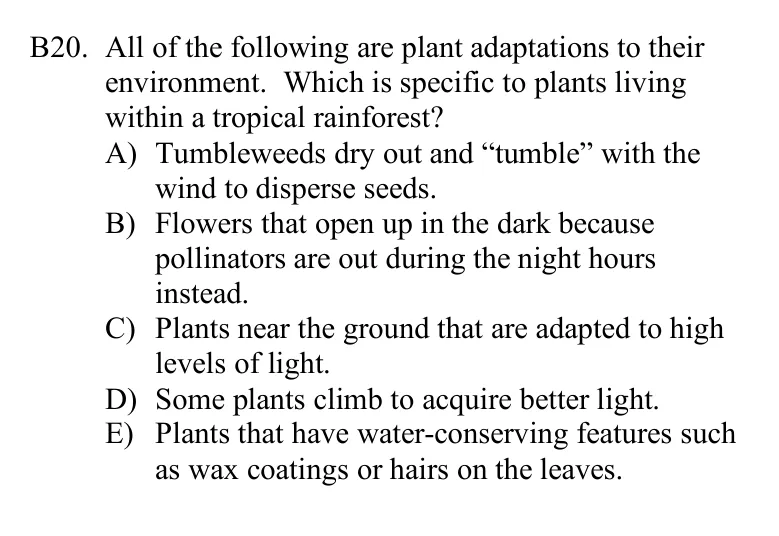 B20. All of the following are plant adaptations to their
environment. Which is specific to plants living
within a tropical rainforest?
A) Tumbleweeds dry out and “tumble” with the
wind to disperse seeds.
B) Flowers that open up in the dark because
pollinators are out during the night hours
instead.
C) Plants near the ground that are adapted to high
levels of light.
D) Some plants climb to acquire better light.
E) Plants that have water-conserving features such
as wax coatings or hairs on the leaves.